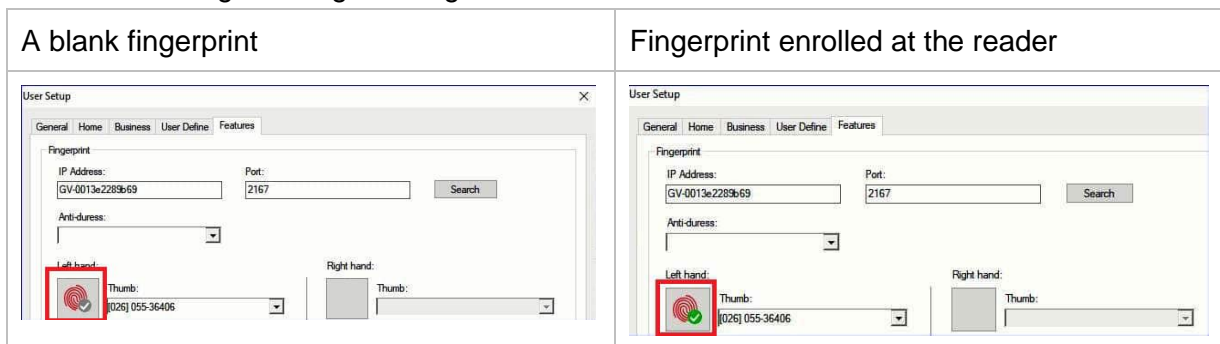 A blank fingerprint
Fingerprint enrolled at the reader
User Setup
General Home Business User Define Features
Fingerprint
IP Address: Port:
GV-0013e2289b69 2167 Search
Anti-duress:
Left hand: Right hand:
Thumb: Thumb:
[026] 055-36406
User Setup
General Home Business User Define Features
Fingerprint
IP Address: Port:
GV-0013e2289b69 2167 Search
Anti-duress:
Left hand: Right hand:
Thumb: Thumb:
[026] 055-36406